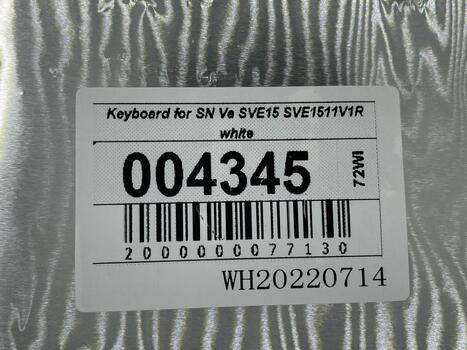 Keyboard for SN Va SVE15 SVE1511V1R
white
004345
72WI
2000000077130
WH20220714